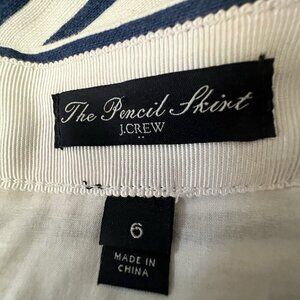 The Pencil Skirt
J.CREW
6
MADE IN
CHINA